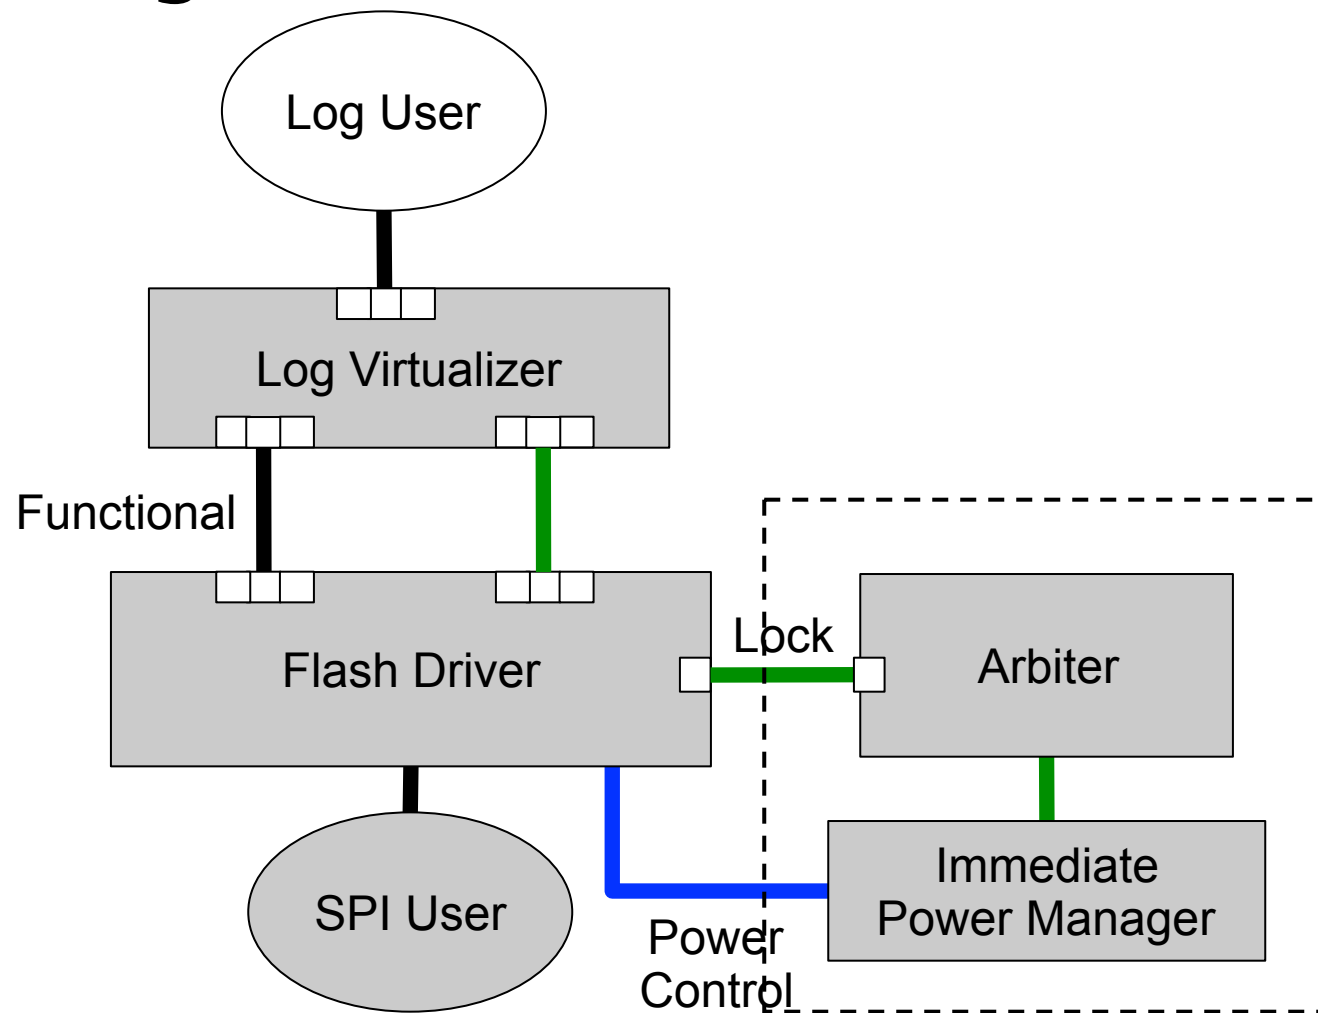 Log User
Log Virtualizer
Functional
Lock
Flash Driver
Arbiter
SPI User
Immediate
Power Manager
Power
Control